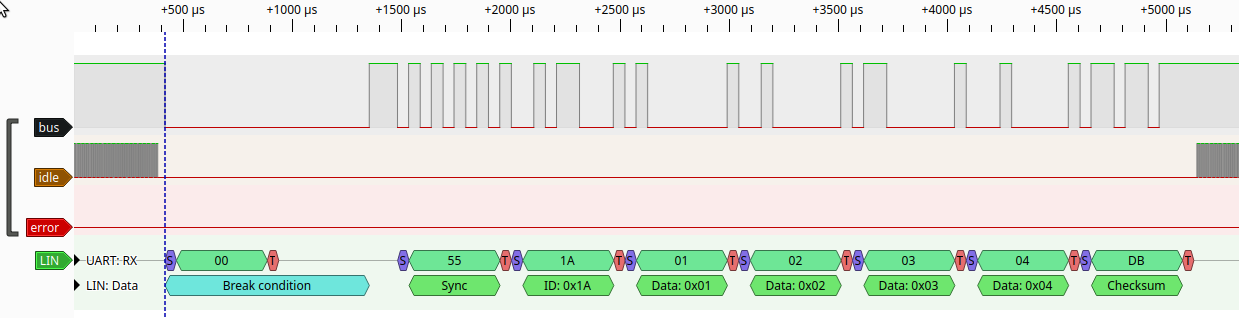 +500 µs +1000 µs +1500 µs +2000 µs +2500 µs +3000 µs +3500 µs +4000 µs +4500 µs +5000 µs
bus
idle
error
LIN UART: RX S 00 T S 55 T S 1A T S 01 T S 02 T S 03 T S 04 T S DB T
LIN: Data Break condition Sync ID: 0x1A Data: 0x01 Data: 0x02 Data: 0x03 Data: 0x04 Checksum